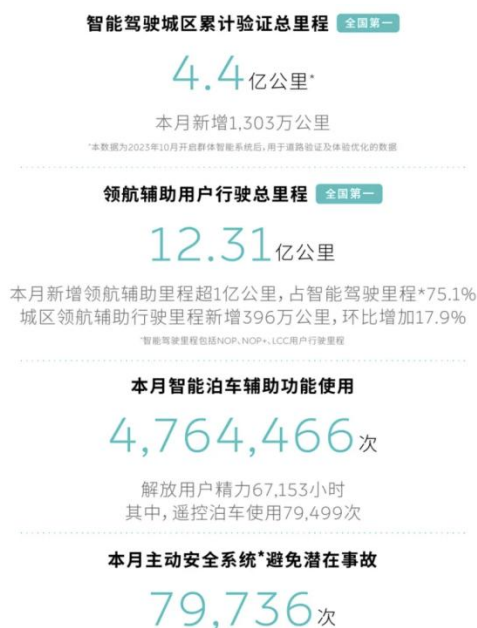 智能驾驶城区累计验证总里程 全国第一
4.4亿公里*
本月新增1,303万公里
*本数据为2023年10月开启群体智能系统后，用于道路验证及体验优化的数据
领航辅助用户行驶总里程 全国第一
12.31亿公里
本月新增领航辅助里程超1亿公里，占智能驾驶里程*75.1%
城区领航辅助行驶里程新增396万公里，环比增加17.9%
*智能驾驶里程包括NOP、NOP+、LCC用户行驶里程
本月智能泊车辅助功能使用
4,764,466次
解放用户精力67,153小时
其中，遥控泊车使用79,499次
本月主动安全系统*避免潜在事故
79,736次